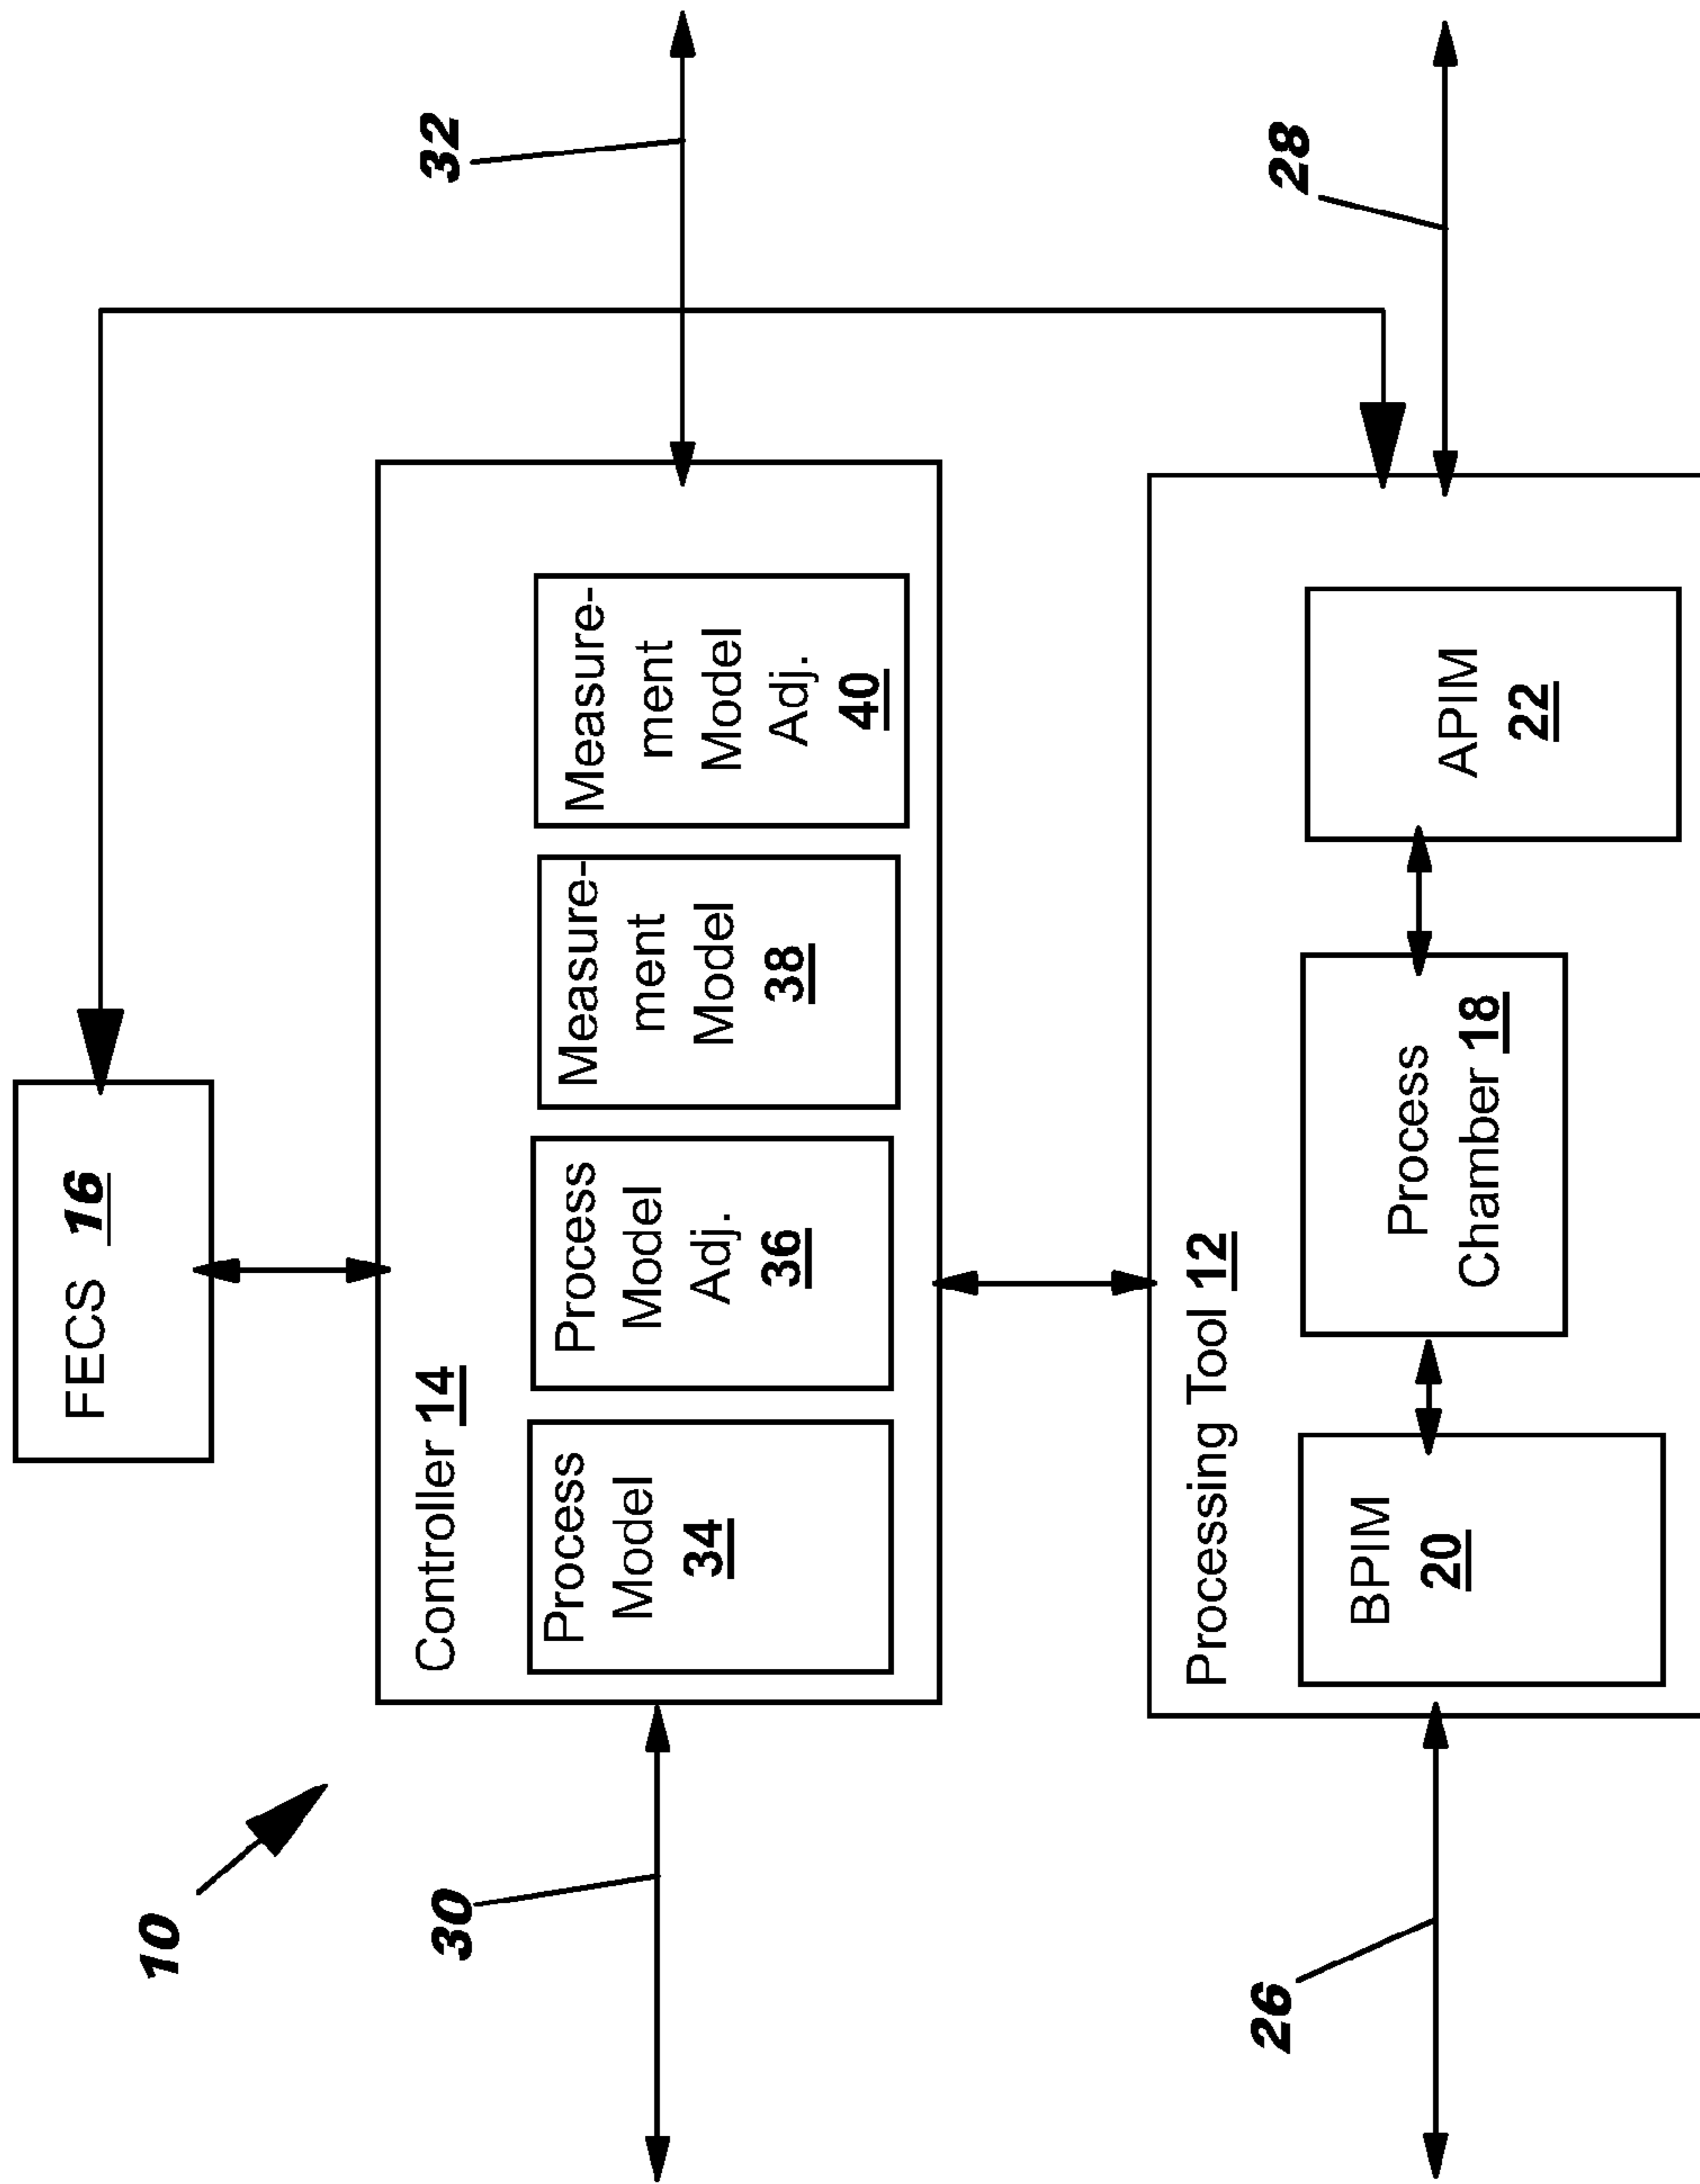 10
FECS 16
30
32
Controller 14
Process
Model
34
Process
Model
Adj.
36
Measure-
ment
Model
38
Measure-
ment
Model
Adj.
40
26
28
Processing Tool 12
BPIM
20
Process
Chamber 18
APIM
22